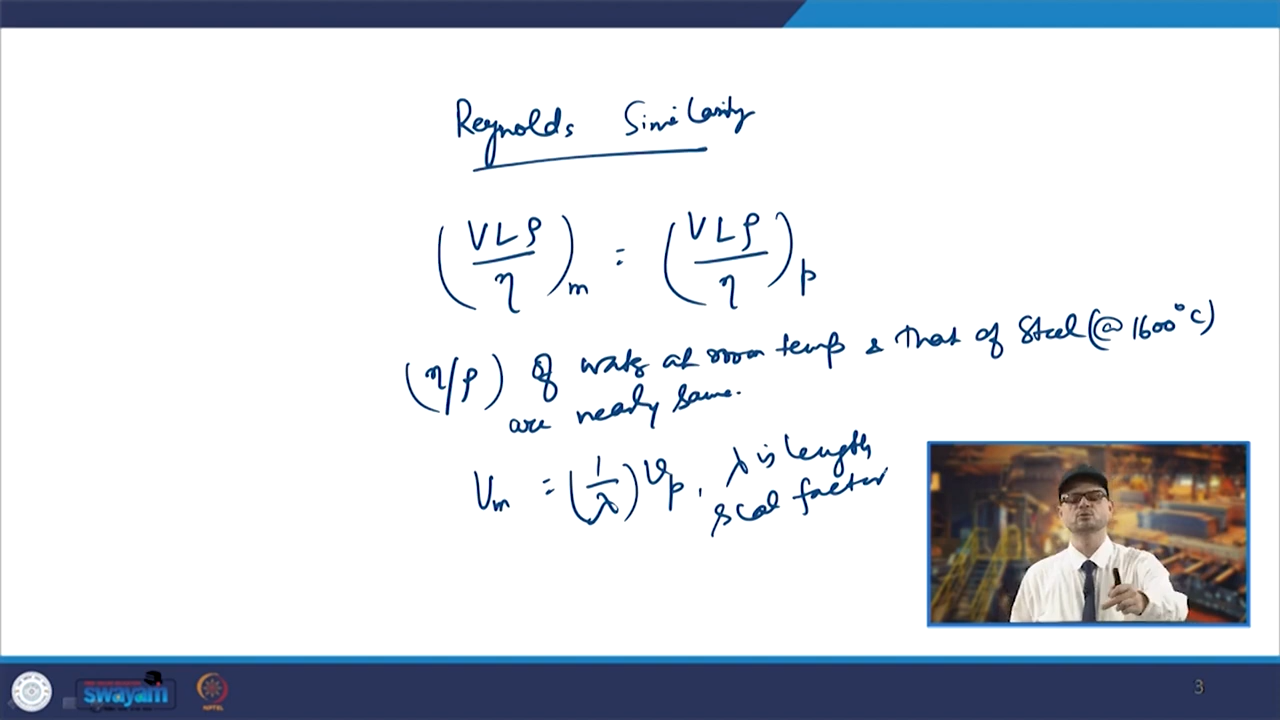 Reynolds Similarity
(VLρ/η)m = (VLρ/η)p
(η/ρ) of water at room temp & that of Steel (@ 1600°C)
are nearly same.
Vm = (1/λ) Vp, λ is length
scal factor
swayam
NPTEL
3